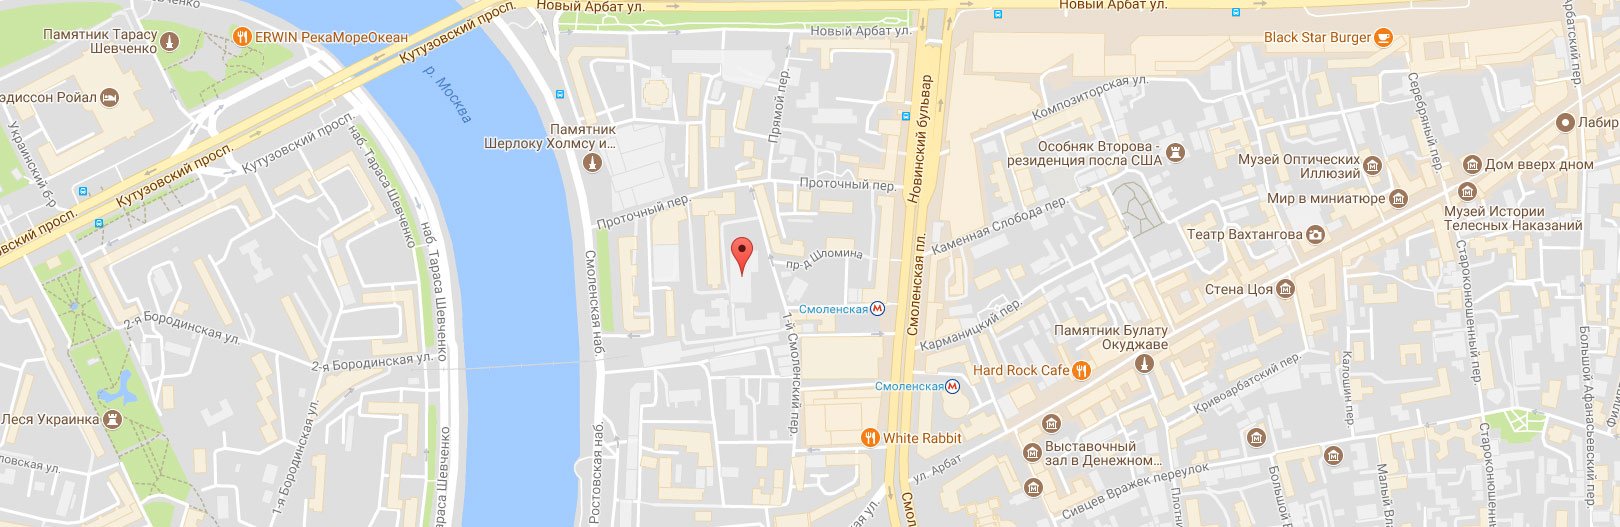 Новый Арбат ул.
Новый Арбат ул.
Новый Арбат ул.
Памятник Тарасу
Шевченко
ERWIN РекаМореОкеан
Кутузовский просп.
р. Москва
Black Star Burger
Арбатский пер.
эдиссон Ройал
Украинский б-р
Кутузовский просп.
Кутузовский просп.
наб. Тараса Шевченко
Памятник
Шерлоку Холмсу и...
Прямой пер.
Новинский бульвар
Композиторская ул.
Серебряный пер.
Особняк Второва -
резиденция посла США
Музей Оптических
Иллюзий
Мир в миниатюре
Лабир
Дом вверх дном
Музей Истории
Телесных Наказаний
Проточный пер.
Проточный пер.
Каменная Слобода пер.
Театр Вахтангова
Стена Цоя
наб. Тараса Шевченко
Смоленская наб.
пр-д Шломина
Смоленская
Смоленская пл.
1-й Смоленский пер.
2-я Бородинская ул.
2-я Бородинская ул.
Карманицкий пер.
Памятник Булату
Окуджаве
Hard Rock Cafe
Смоленская
Кривоарбатский пер.
Калошин пер.
Староконюшенный пер.
Большой Афанасьевский пер.
Леся Украинка
1-я Бородинская ул.
Ростовская наб.
White Rabbit
ул. Арбат
Выставочный
зал в Денежном...
Сивцев Вражек переулок